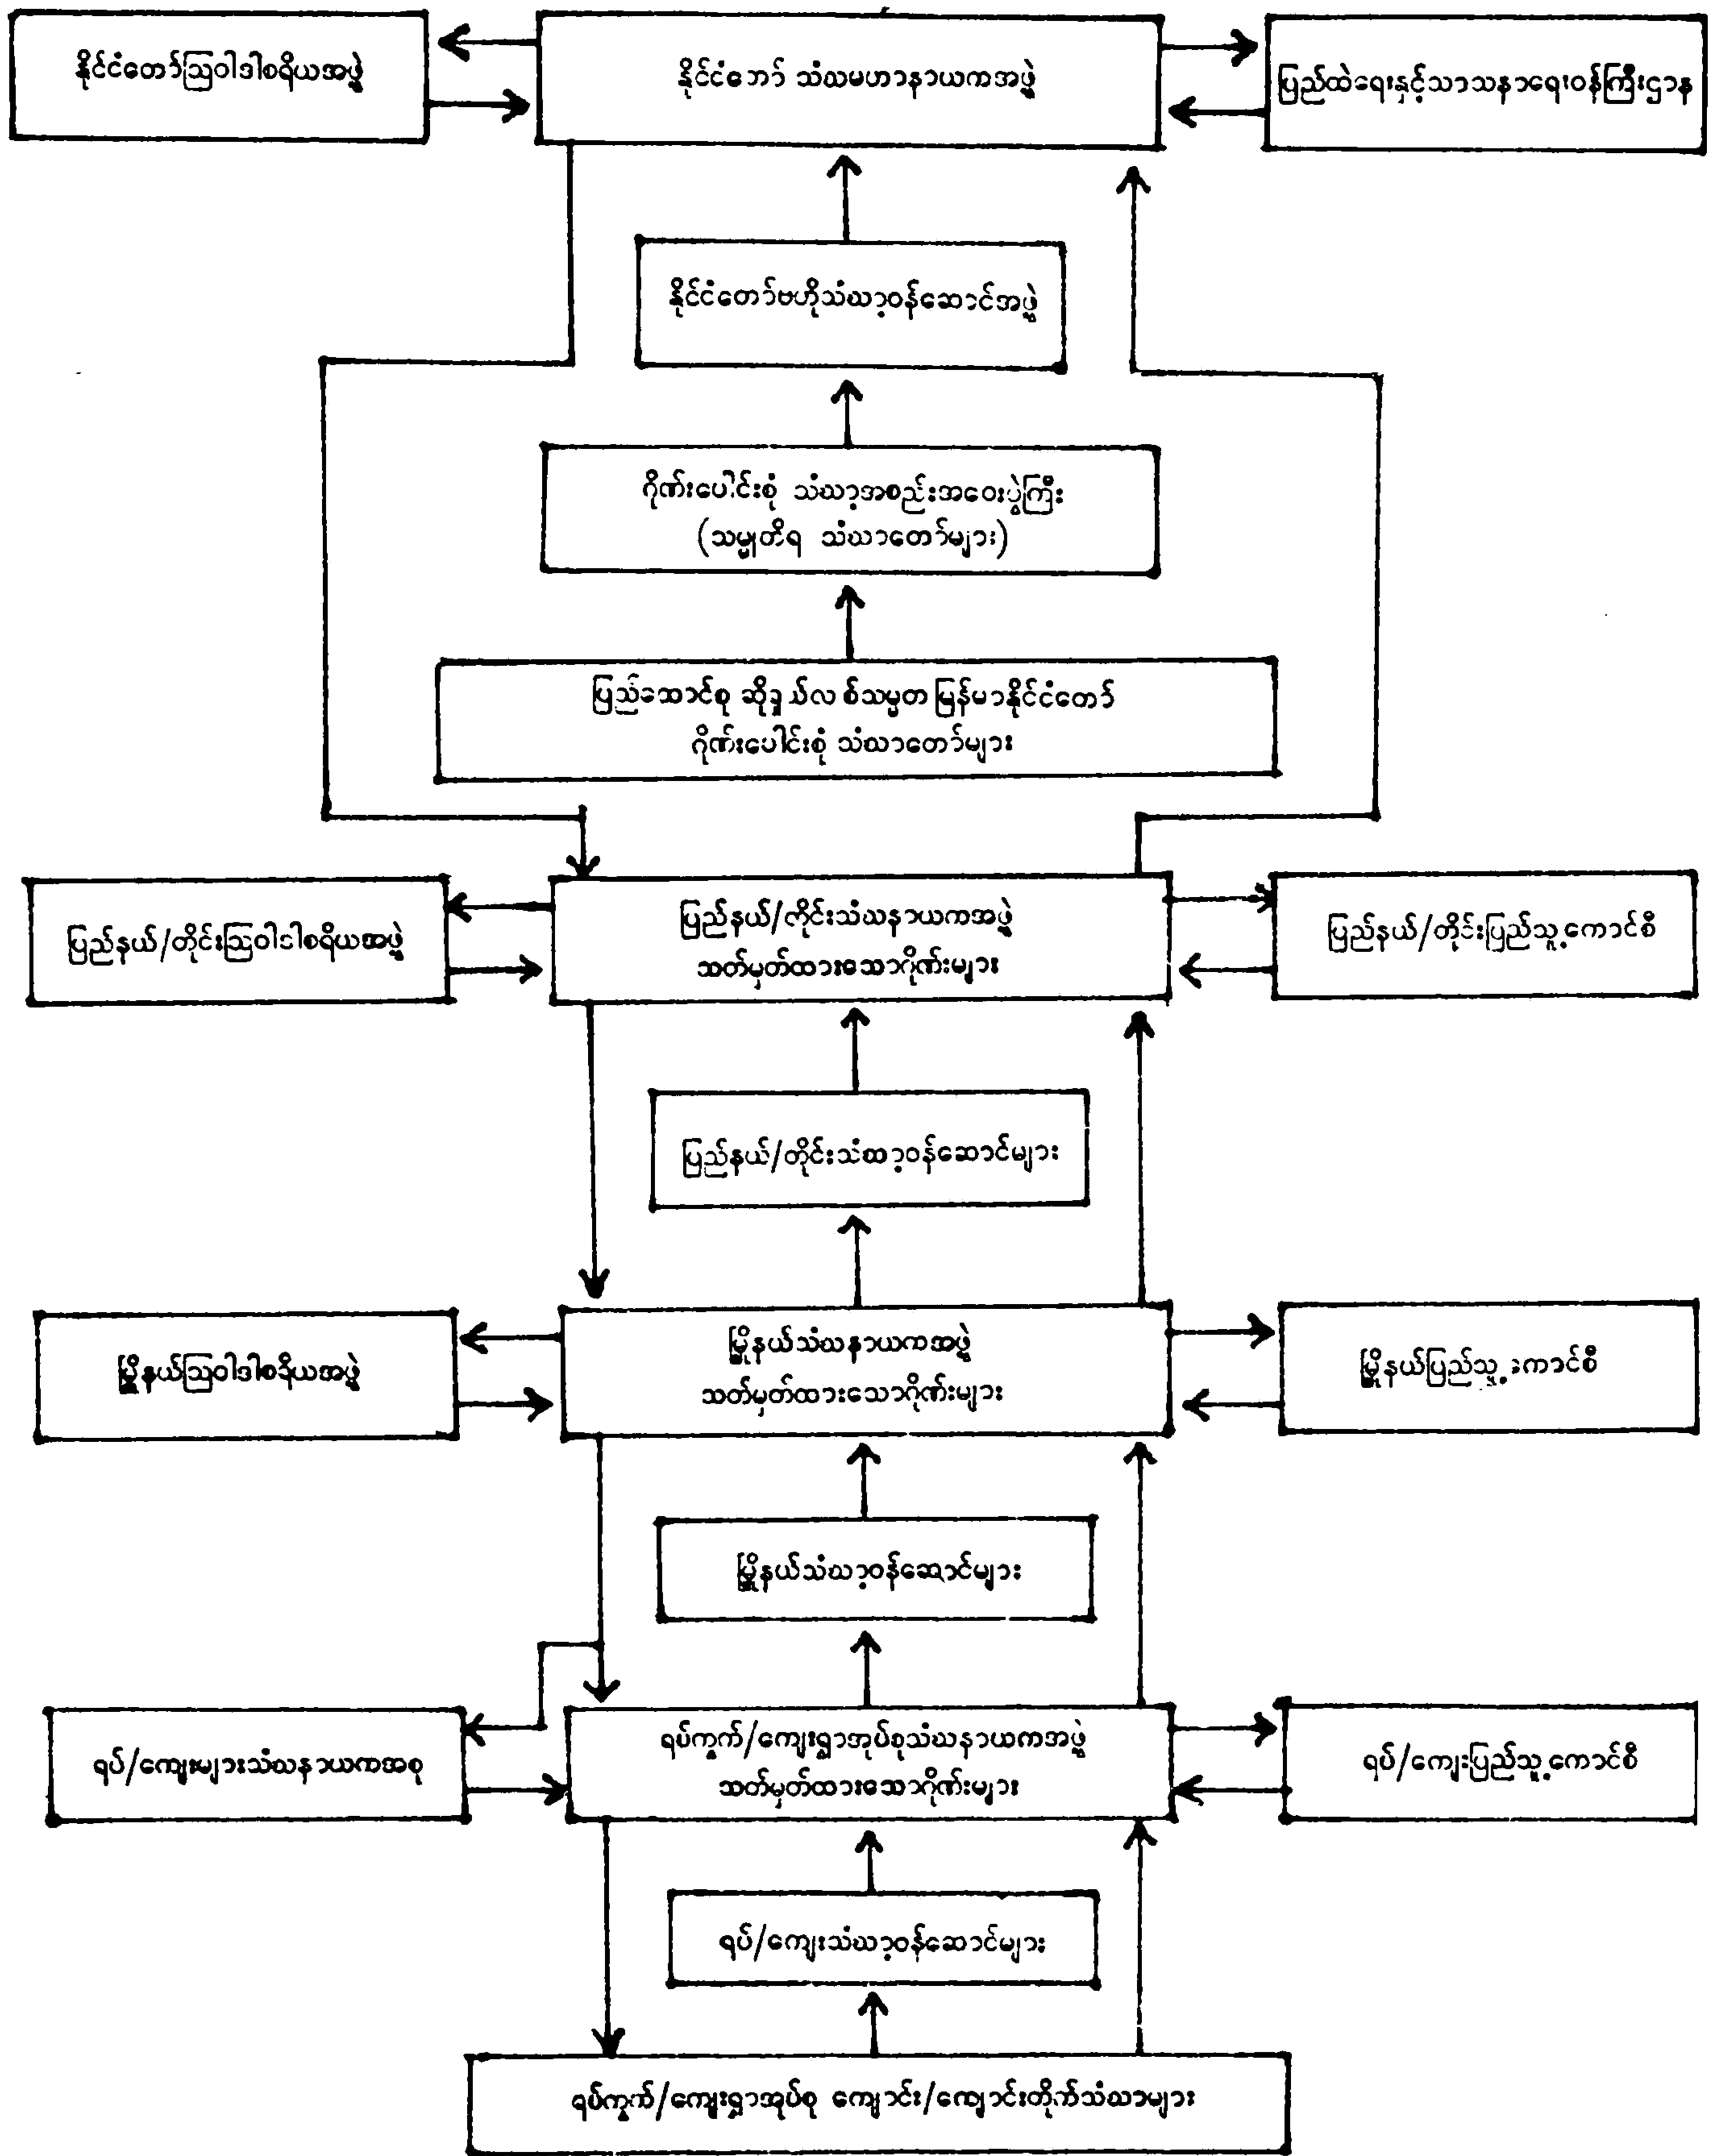 နိုင်ငံတော်ဩဝါဒါစရိယအဖွဲ့
နိုင်ငံတော် သံဃမဟာနာယကအဖွဲ့
ပြည်ထဲရေးနှင့်သာသနာရေးဝန်ကြီးဌာန
နိုင်ငံတော်ဗဟိုသံဃာ့ဝန်ဆောင်အဖွဲ့
ဂိုဏ်းပေါင်းစုံ သံဃာ့အစည်းအဝေးပွဲကြီး
(သမ္မုတိရ သံဃာတော်များ)
ပြည်ထောင်စု ဆိုရှယ်လစ်သမ္မတ မြန်မာနိုင်ငံတော်
ဂိုဏ်းပေါင်းစုံ သံဃာတော်များ
ပြည်နယ်/တိုင်းဩဝါဒါစရိယအဖွဲ့
ပြည်နယ်/တိုင်းသံဃနာယကအဖွဲ့
သတ်မှတ်ထားသောဂိုဏ်းများ
ပြည်နယ်/တိုင်းပြည်သူ့ကောင်စီ
ပြည်နယ်/တိုင်းသံဃာ့ဝန်ဆောင်များ
မြို့နယ်ဩဝါဒါစရိယအဖွဲ့
မြို့နယ်သံဃနာယကအဖွဲ့
သတ်မှတ်ထားသောဂိုဏ်းများ
မြို့နယ်ပြည်သူ့ကောင်စီ
မြို့နယ်သံဃာ့ဝန်ဆောင်များ
ရပ်/ကျေးများသံဃနာယကအစု
ရပ်ကွက်/ကျေးရွာအုပ်စုသံဃနာယကအဖွဲ့
သတ်မှတ်ထားသောဂိုဏ်းများ
ရပ်/ကျေးပြည်သူ့ကောင်စီ
ရပ်/ကျေးသံဃာ့ဝန်ဆောင်များ
ရပ်ကွက်/ကျေးရွာအုပ်စု ကျောင်း/ကျောင်းတိုက်သံဃာများ